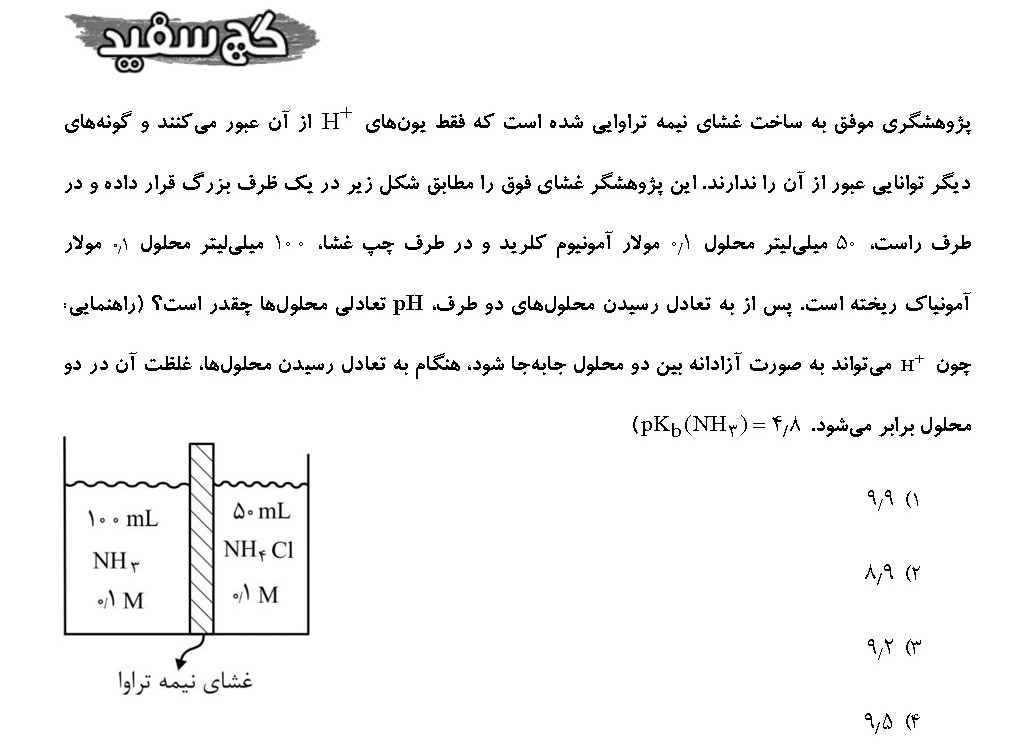 گچ سفید
پژوهشگری موفق به ساخت غشای نیمه تراوایی شده است که فقط یون‌های H+ از آن عبور می‌کنند و گونه‌های
دیگر توانایی عبور از آن را ندارند. این پژوهشگر غشای فوق را مطابق شکل زیر در یک ظرف بزرگ قرار داده و در
طرف راست، ۵۰ میلی‌لیتر محلول ۰/۱ مولار آمونیوم کلرید و در طرف چپ غشا، ۱۰۰ میلی‌لیتر محلول ۰/۱ مولار
آمونیاک ریخته است. پس از به تعادل رسیدن محلول‌های دو طرف، pH تعادلی محلول‌ها چقدر است؟ (راهنمایی:
چون H+ می‌تواند به صورت آزادانه بین دو محلول جابه‌جا شود، هنگام به تعادل رسیدن محلول‌ها، غلظت آن در دو
محلول برابر می‌شود. pKb(NH۳) = ۴/۸)
۱) ۹/۹
۲) ۸/۹
۳) ۹/۲
۴) ۹/۵
۱۰۰ mL
NH۳
۰/۱ M
۵۰ mL
NH۴Cl
۰/۱ M
غشای نیمه تراوا